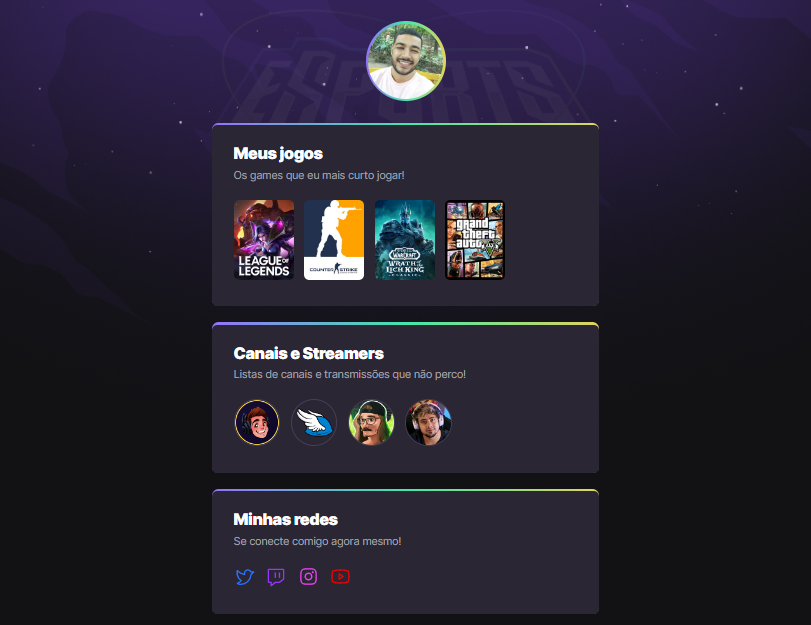 ESPORTS
Meus jogos
Os games que eu mais curto jogar!
LEAGUE OF
LEGENDS
COUNTER STRIKE
WARCRAFT
WRATH OF THE
LICH KING
CLASSIC
grand
theft
auto V
Canais e Streamers
Listas de canais e transmissões que não perco!
Minhas redes
Se conecte comigo agora mesmo!